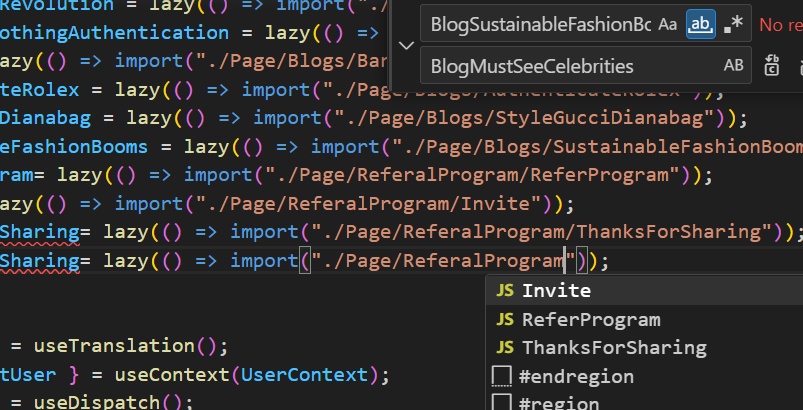 Revolution = lazy(() => import("./
othingAuthentication = lazy(() =>
azy(() => import("./Page/Blogs/Bar
teRolex = lazy(() => import("./Page/Blogs/AuthenticateRolex"));
Dianabag = lazy(() => import("./Page/Blogs/StyleGucciDianabag"));
eFashionBooms = lazy(() => import("./Page/Blogs/SustainableFashionBoom
ram= lazy(() => import("./Page/ReferalProgram/ReferProgram"));
azy(() => import("./Page/ReferalProgram/Invite"));
Sharing= lazy(() => import("./Page/ReferalProgram/ThanksForSharing"));
Sharing= lazy(() => import("./Page/ReferalProgram"));
= useTranslation();
tUser } = useContext(UserContext);
= useDispatch();
BlogSustainableFashionBo Aa ab .* No re
BlogMustSeeCelebrities AB
JS Invite
JS ReferProgram
JS ThanksForSharing
#endregion
#region